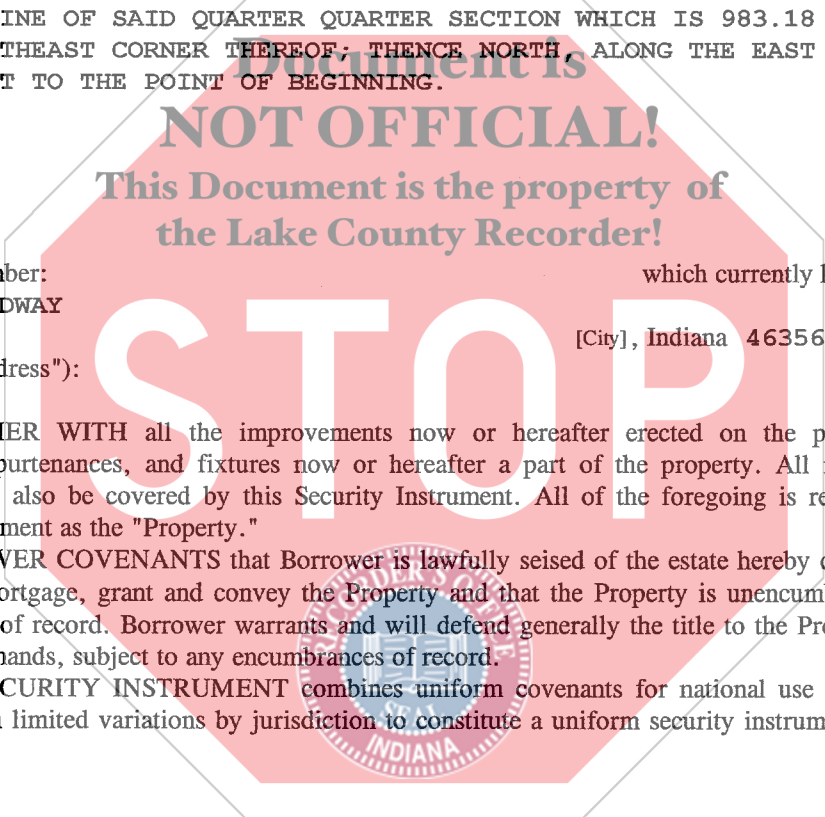 INE OF SAID QUARTER QUARTER SECTION WHICH IS 983.18
THEAST CORNER THEREOF; THENCE NORTH, ALONG THE EAST
T TO THE POINT OF BEGINNING.
Document is
NOT OFFICIAL!
This Document is the property of
the Lake County Recorder!
nber: which currently h
DWAY
[City], Indiana 46356
dress"):
STOP
IER WITH all the improvements now or hereafter erected on the p
purtenances, and fixtures now or hereafter a part of the property. All
also be covered by this Security Instrument. All of the foregoing is re
ment as the "Property."
VER COVENANTS that Borrower is lawfully seised of the estate hereby
ortgage, grant and convey the Property and that the Property is unencum
of record. Borrower warrants and will defend generally the title to the Pro
nands, subject to any encumbrances of record.
CURITY INSTRUMENT combines uniform covenants for national use
limited variations by jurisdiction to constitute a uniform security instrum
RECORDER'S OFFICE
SEAL
INDIANA